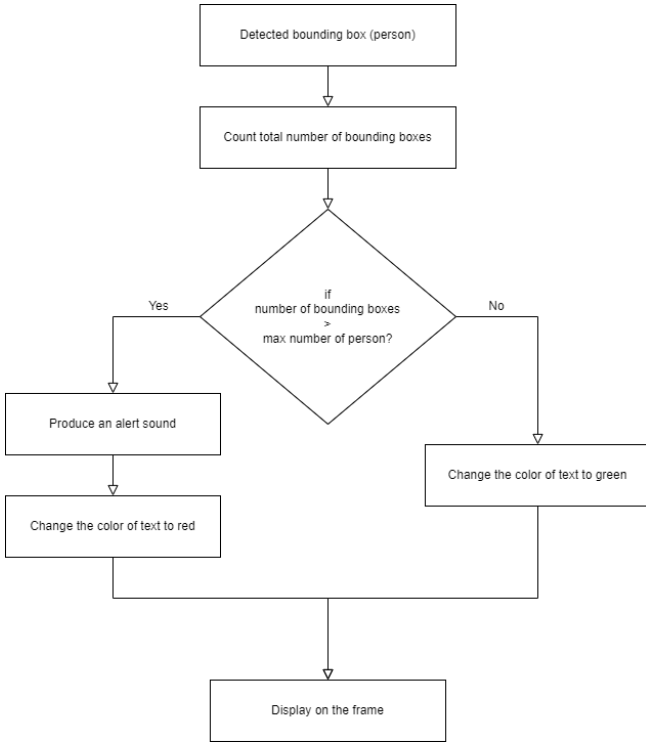 Detected bounding box (person)
Count total number of bounding boxes
if
number of bounding boxes
>
max number of person?
Yes
No
Produce an alert sound
Change the color of text to green
Change the color of text to red
Display on the frame